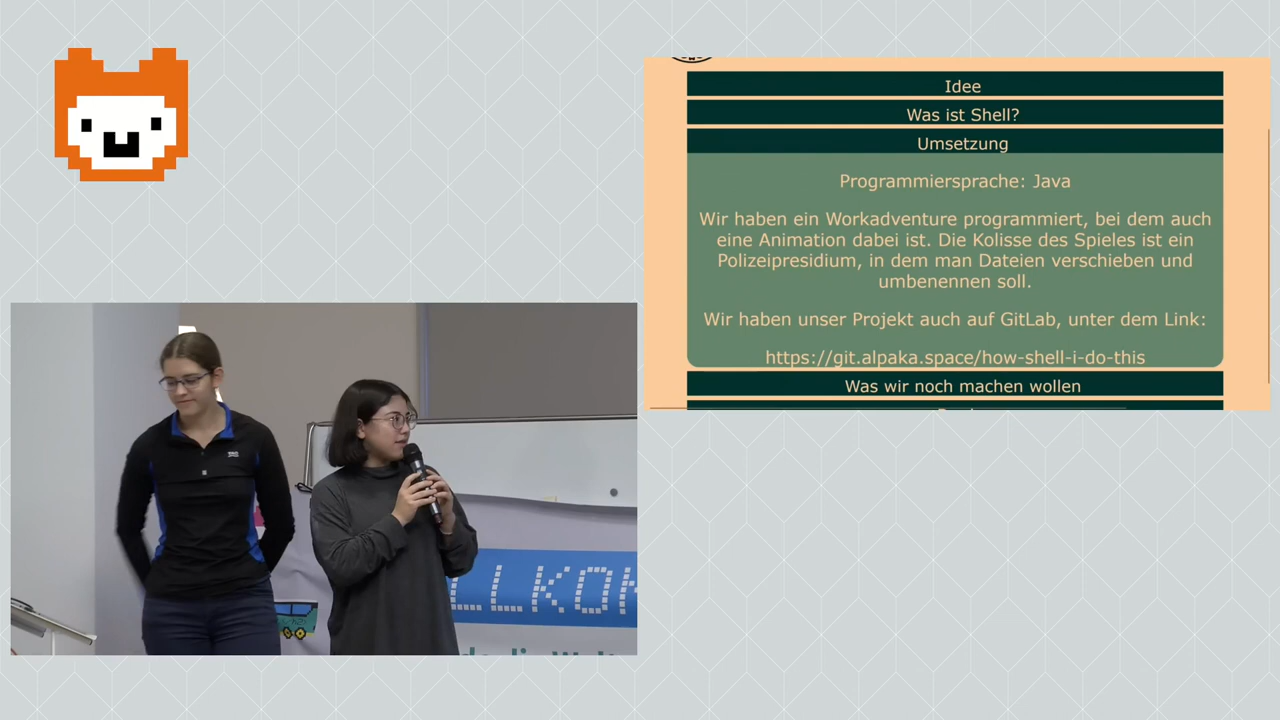 Idee
Was ist Shell?
Umsetzung
Programmiersprache: Java
Wir haben ein Workadventure programmiert, bei dem auch
eine Animation dabei ist. Die Kolisse des Spieles ist ein
Polizeipresidium, in dem man Dateien verschieben und
umbenennen soll.
Wir haben unser Projekt auch auf GitLab, unter dem Link:
https://git.alpaka.space/how-shell-i-do-this
Was wir noch machen wollen
LLKOM